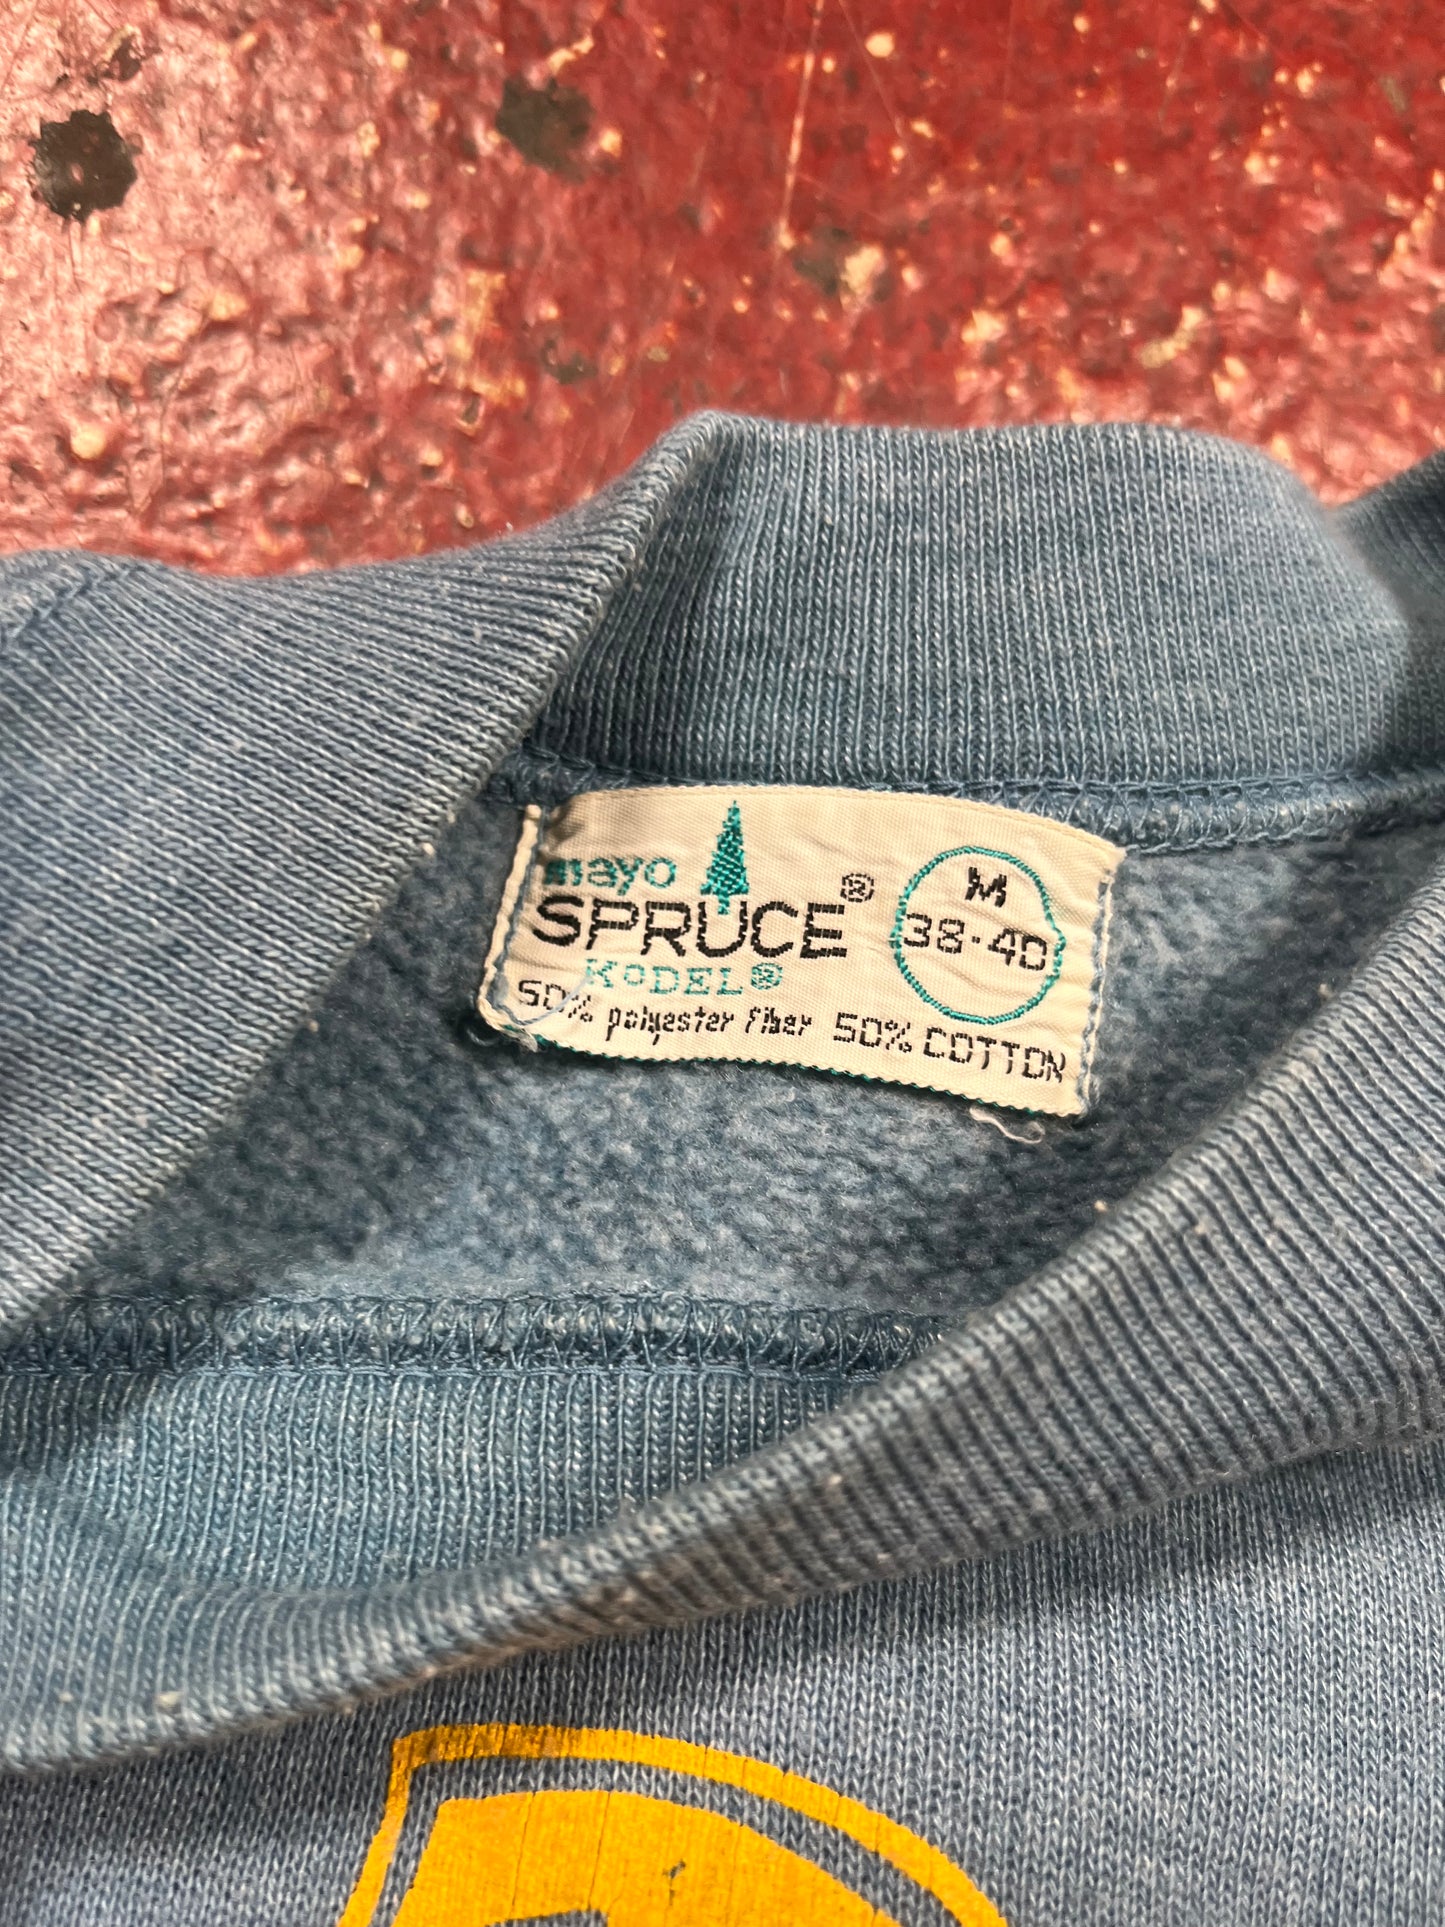 mayo
SPRUCE®
KODEL®
50% polyester fiber 50% COTTON
M
38-40